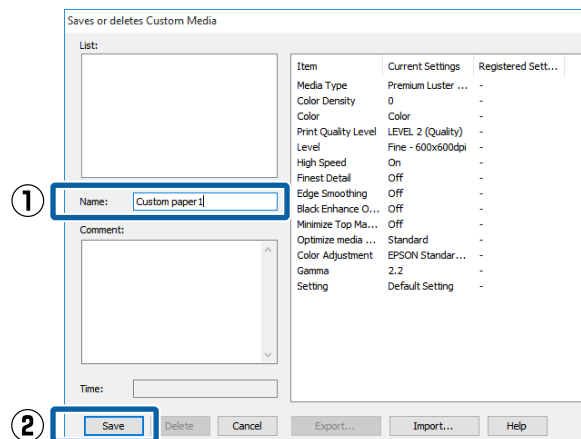 Saves or deletes Custom Media
List:
Item Current Settings Registered Sett...
Media Type Premium Luster ... -
Color Density 0 -
Color Color -
Print Quality Level LEVEL 2 (Quality) -
Level Fine - 600x600dpi -
High Speed On -
Finest Detail Off -
Edge Smoothing Off -
Black Enhance O... Off -
Minimize Top Ma... Off -
Optimize media ... Standard -
Color Adjustment EPSON Standar... -
Gamma 2.2 -
Setting Default Setting -
1
Name: Custom paper1
Comment:
Time:
2
Save Delete Cancel Export... Import... Help